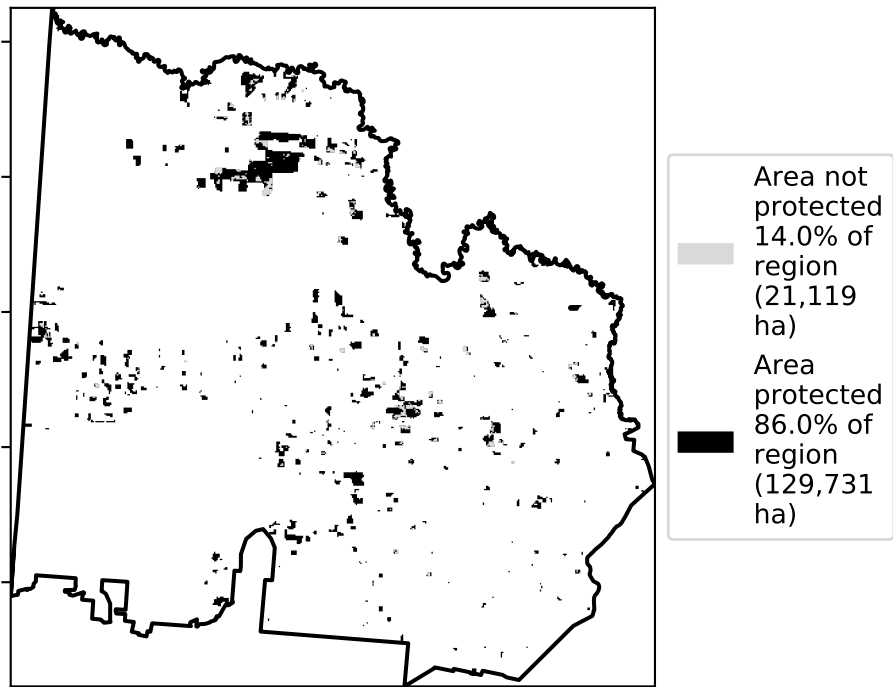 Area not
protected
14.0% of
region
(21,119
ha)
Area
protected
86.0% of
region
(129,731
ha)